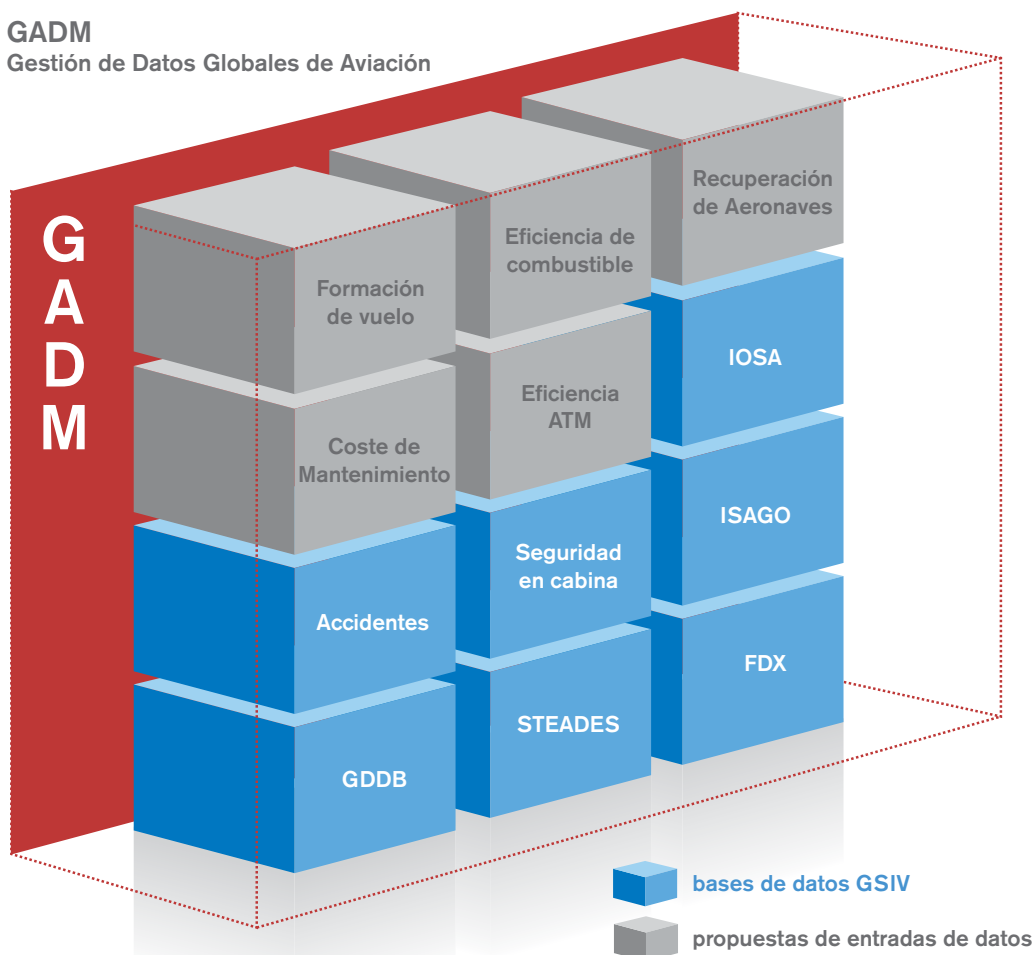 GADM
Gestión de Datos Globales de Aviación
G
A
D
M
Formación
de vuelo
Eficiencia de
combustible
Recuperación
de Aeronaves
Coste de
Mantenimiento
Eficiencia
ATM
IOSA
Accidentes
Seguridad
en cabina
ISAGO
GDDB
STEADES
FDX
bases de datos GSIV
propuestas de entradas de datos